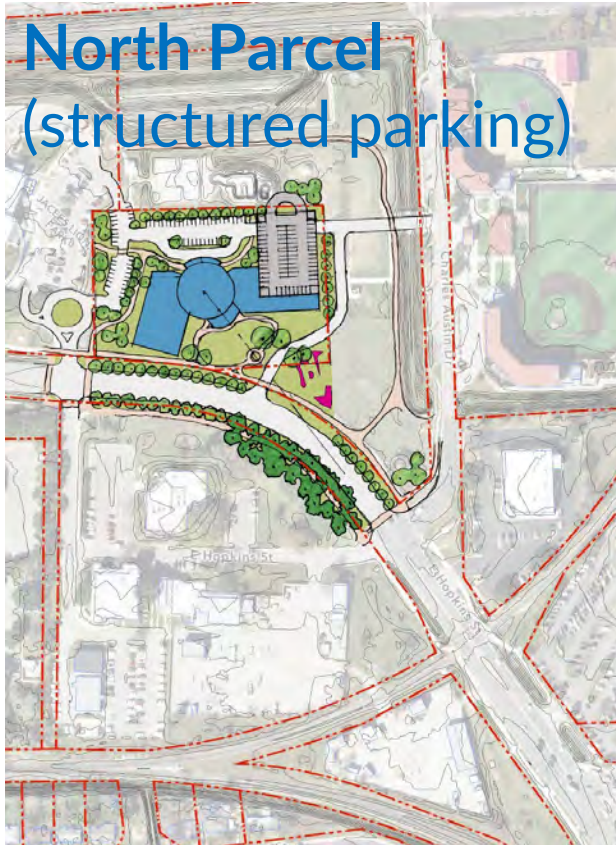 North Parcel
(structured parking)
Charles Austin Dr
E Hopkins St
E Hopkins St